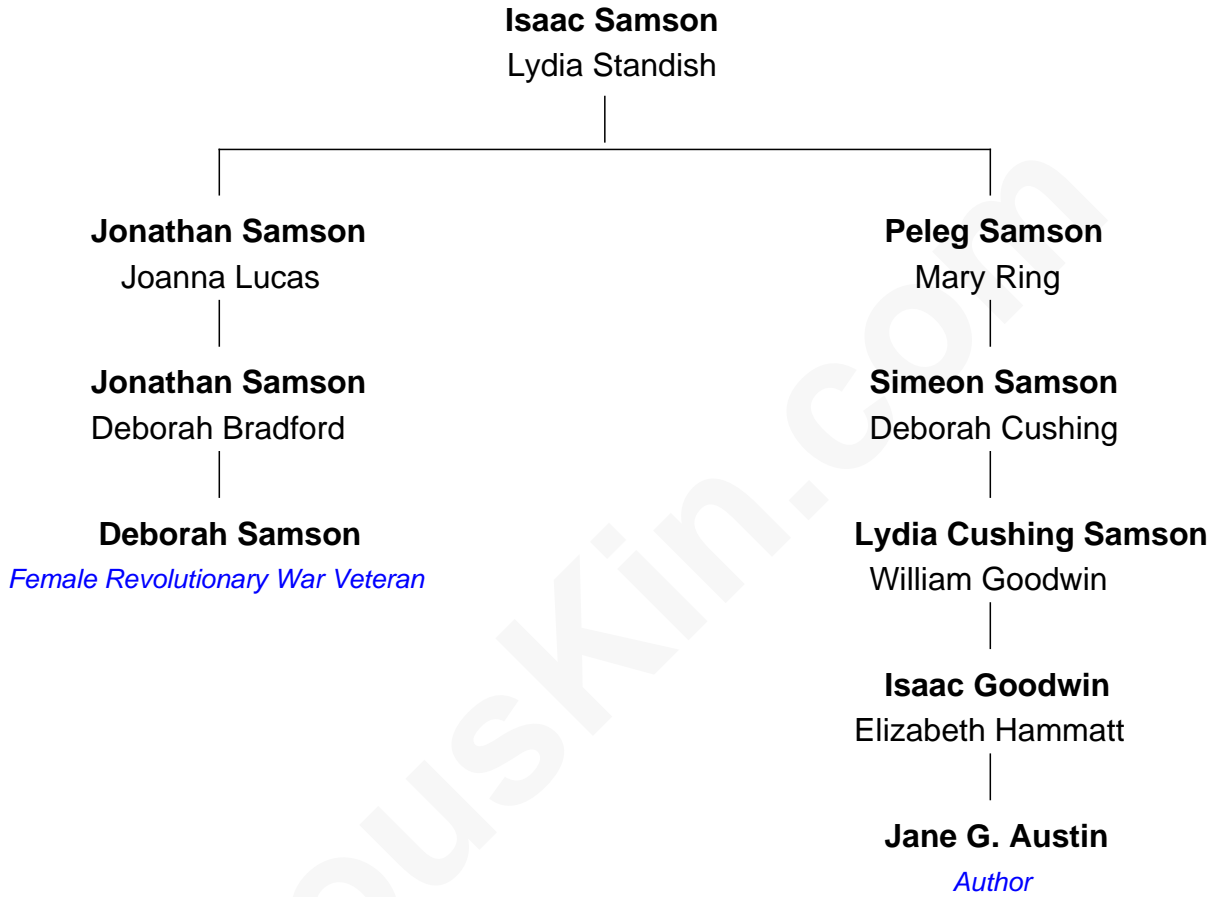 Isaac Samson
Lydia Standish
Jonathan Samson
Joanna Lucas
Jonathan Samson
Deborah Bradford
Deborah Samson
Female Revolutionary War Veteran
Peleg Samson
Mary Ring
Simeon Samson
Deborah Cushing
Lydia Cushing Samson
William Goodwin
Isaac Goodwin
Elizabeth Hammatt
Jane G. Austin
Author
ouskin.com